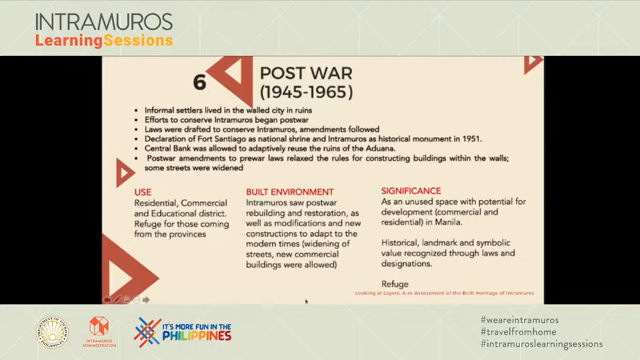 INTRAMUROS
Learning Sessions
6
POST WAR
(1945-1965)
• Informal settlers lived in the walled city in ruins
• Efforts to conserve Intramuros began postwar
• Laws were drafted to conserve Intramuros, amendments followed
• Declaration of Fort Santiago as national shrine and Intramuros as historical monument in 1951.
• Central Bank was allowed to adaptively reuse the ruins of the Aduana.
• Postwar amendments to prewar laws relaxed the rules for constructing buildings within the walls;
some streets were widened
USE
Residential, Commercial
and Educational district.
Refuge for those coming
from the provinces
BUILT ENVIRONMENT
Intramuros saw postwar
rebuilding and restoration, as
well as modifications and new
constructions to adapt to the
modern times (widening of
streets, new commercial
buildings were allowed)
SIGNIFICANCE
As an unused space with potential for
development (commercial and
residential) in Manila.
Historical, landmark and symbolic
value recognized through laws and
designations.
Refuge
Looking at Layers: A re-Assessment of the Built Heritage of Intramuros
INTRAMUROS
ADMINISTRATION
IT'S MORE FUN IN THE
PHILIPPINES
#weareintramuros
#travelfromhome
#intramuroslearningsessions